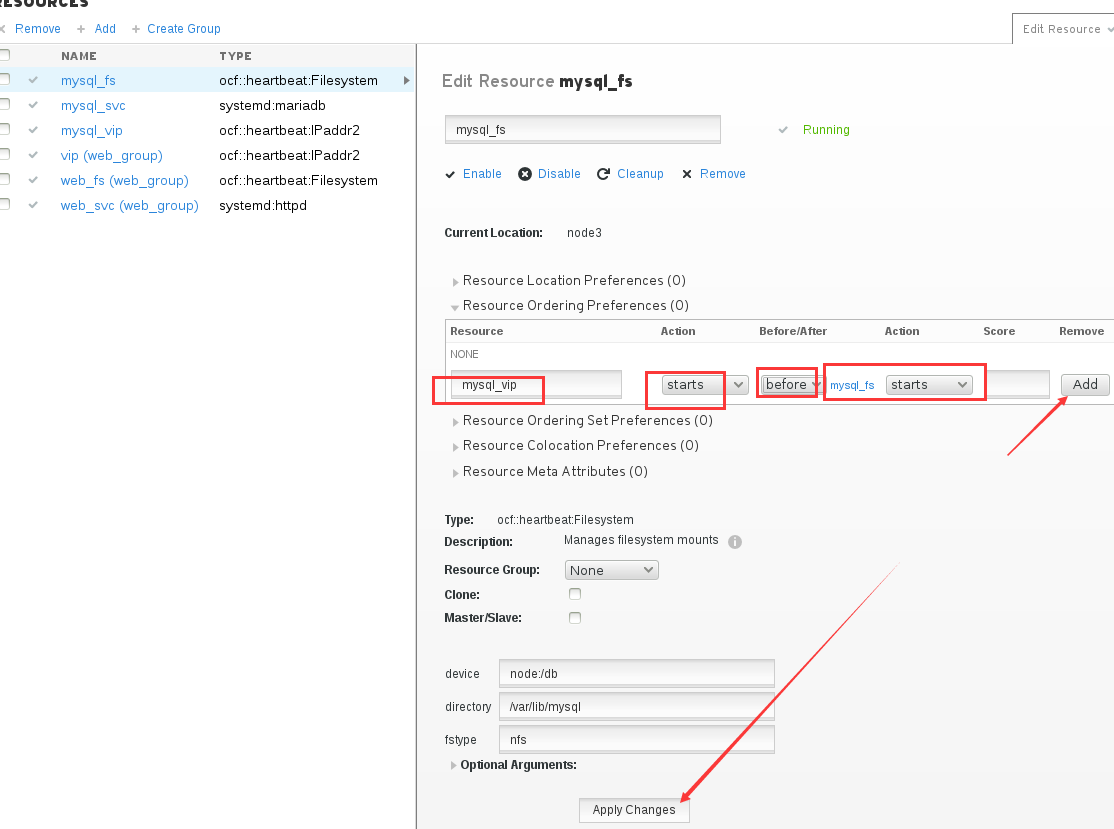 RESOURCES
Remove + Add + Create Group
Edit Resource
NAME TYPE
mysql_fs ocf::heartbeat:Filesystem
mysql_svc systemd:mariadb
mysql_vip ocf::heartbeat:IPaddr2
vip (web_group) ocf::heartbeat:IPaddr2
web_fs (web_group) ocf::heartbeat:Filesystem
web_svc (web_group) systemd:httpd
Edit Resource mysql_fs
mysql_fs Running
Enable Disable Cleanup Remove
Current Location: node3
Resource Location Preferences (0)
Resource Ordering Preferences (0)
Resource Action Before/After Action Score Remove
NONE
mysql_vip starts before mysql_fs starts Add
Resource Ordering Set Preferences (0)
Resource Colocation Preferences (0)
Resource Meta Attributes (0)
Type: ocf::heartbeat:Filesystem
Description: Manages filesystem mounts i
Resource Group: None
Clone:
Master/Slave:
device node:/db
directory /var/lib/mysql
fstype nfs
Optional Arguments:
Apply Changes